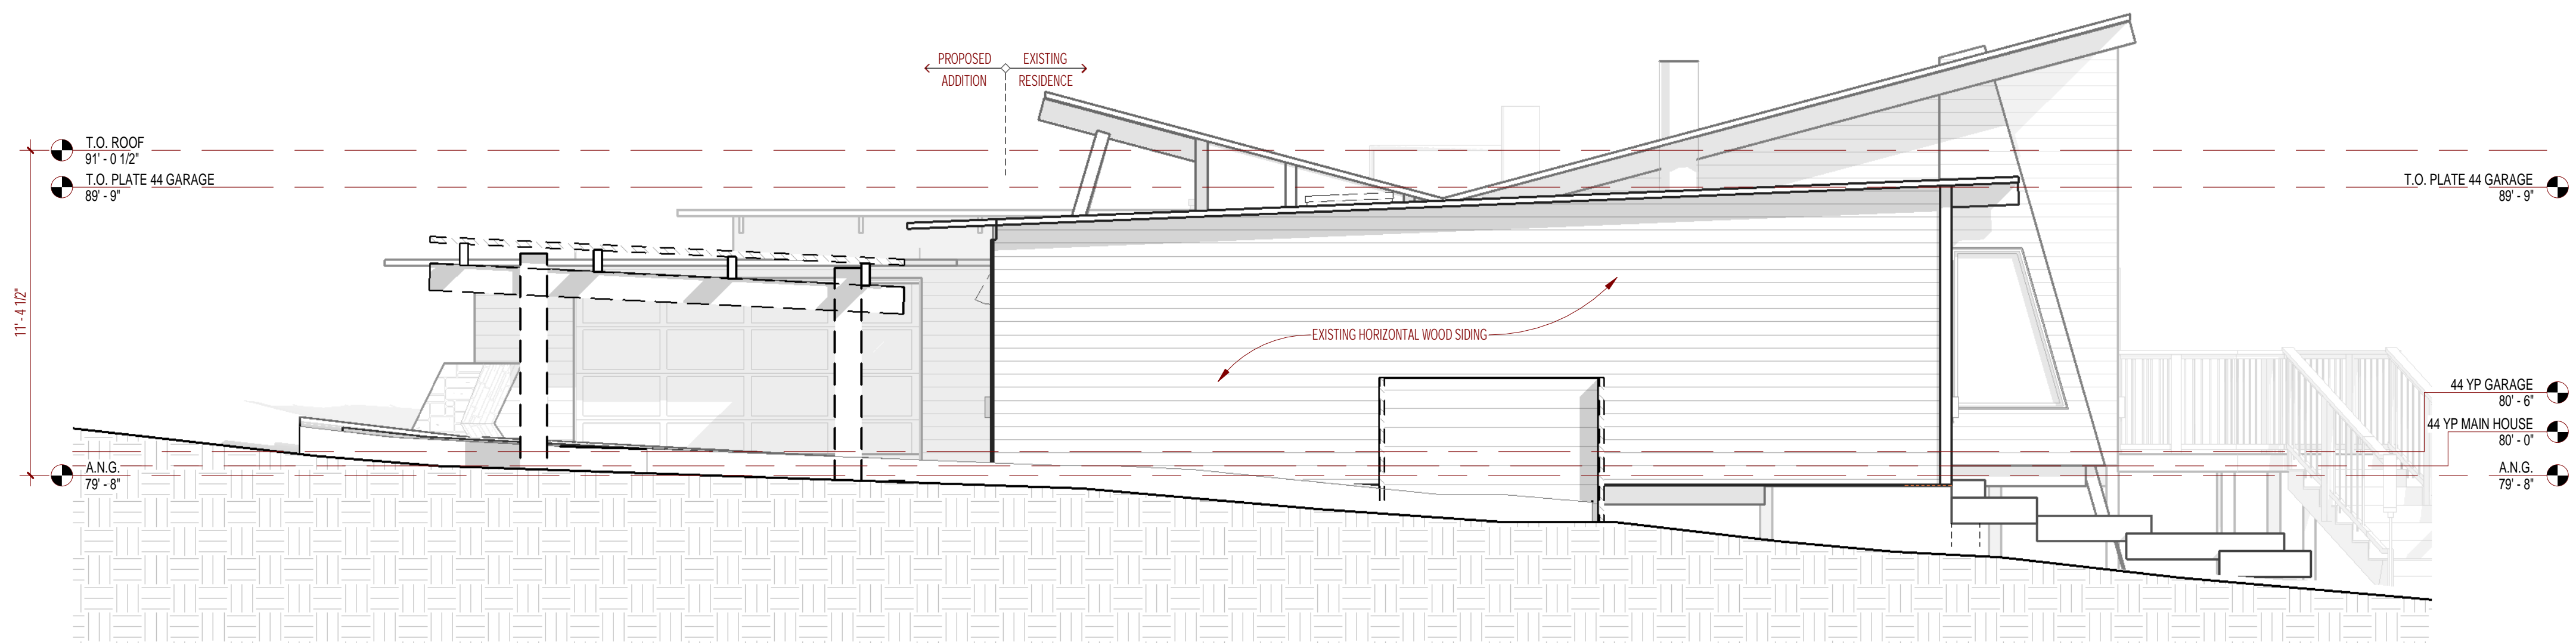 PROPOSED EXISTING
ADDITION RESIDENCE
T.O. ROOF
91' - 0 1/2"
T.O. PLATE 44 GARAGE
89' - 9"
T.O. PLATE 44 GARAGE
89' - 9"
11' - 4 1/2"
EXISTING HORIZONTAL WOOD SIDING
44 YP GARAGE
80' - 6"
44 YP MAIN HOUSE
80' - 0"
A.N.G.
79' - 8"
A.N.G.
79' - 8"